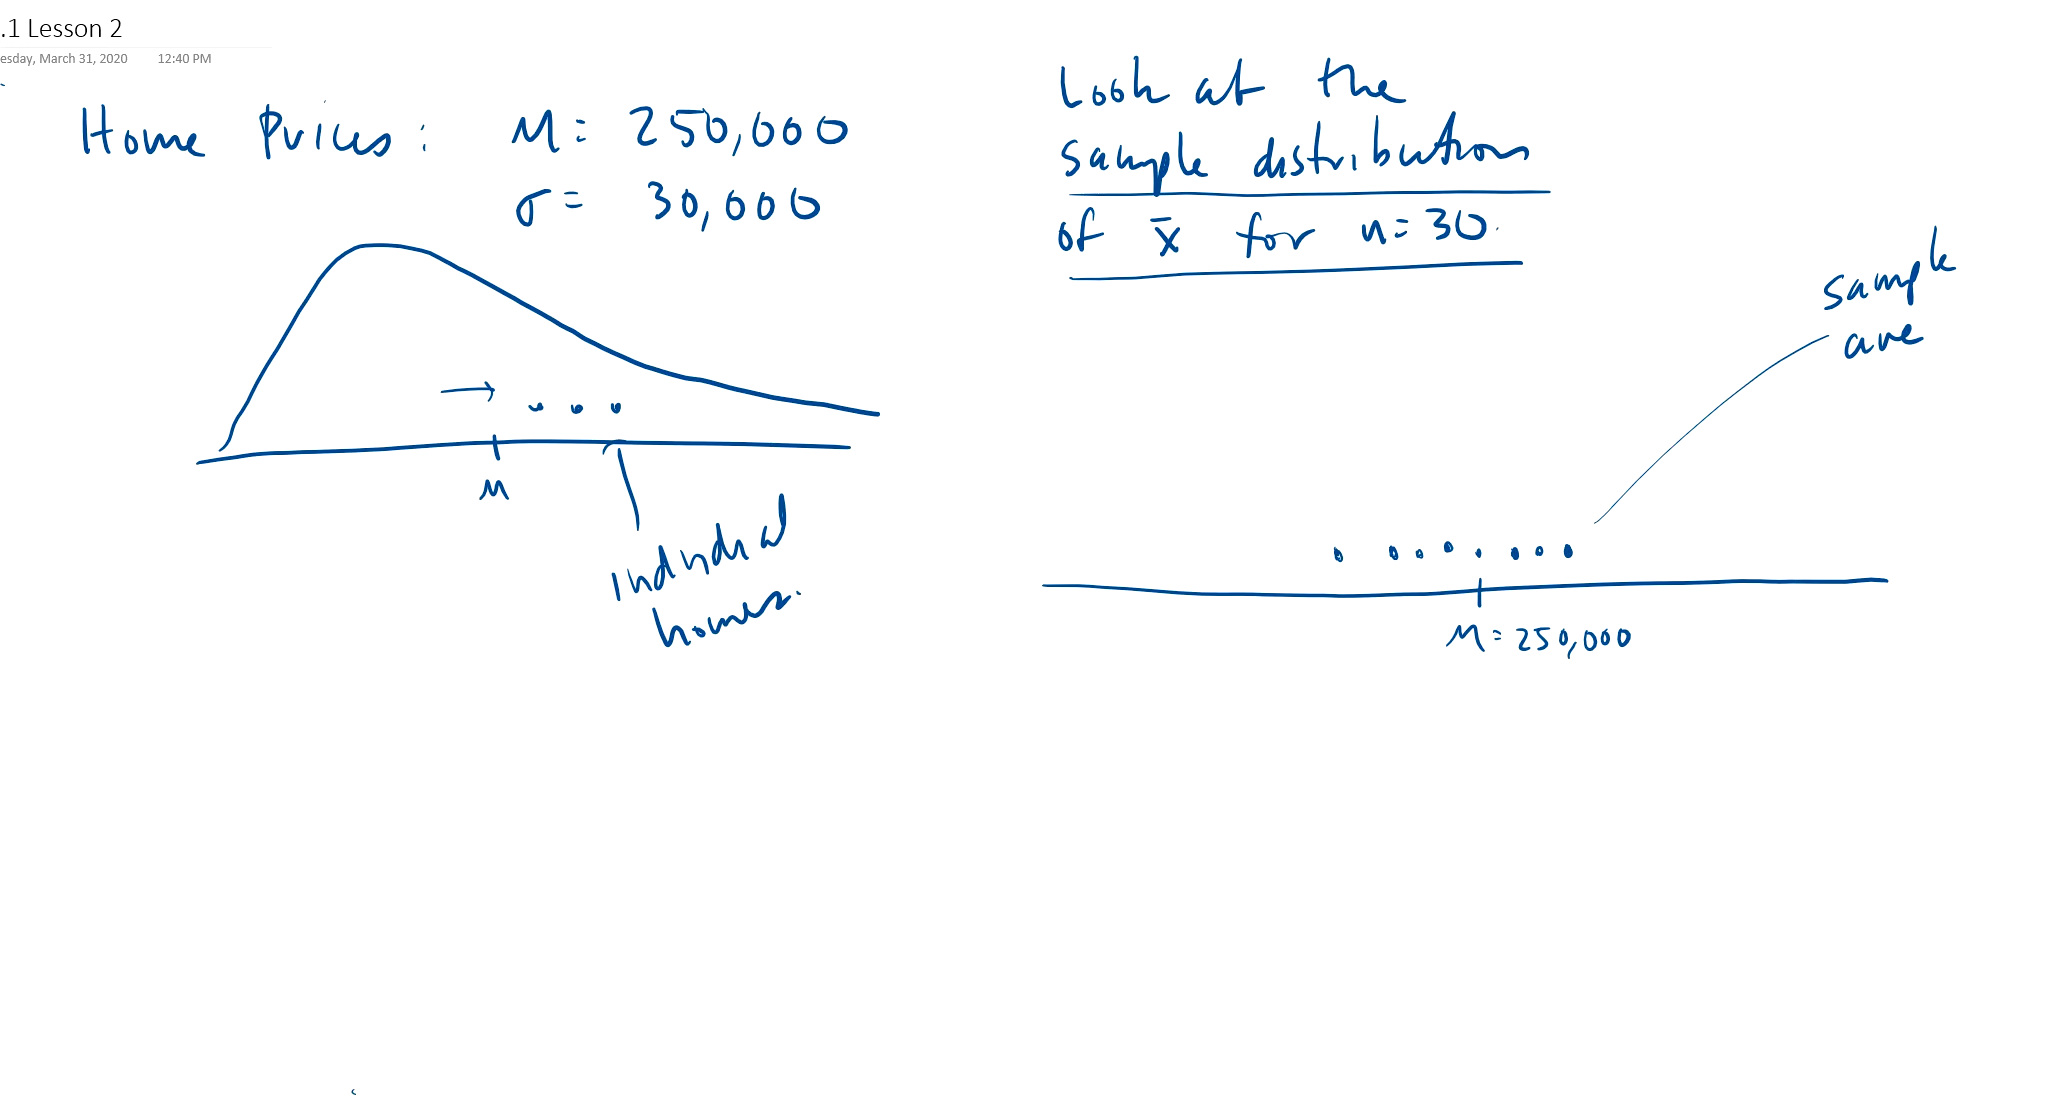 .1 Lesson 2
esday, March 31, 2020 12:40 PM
Home Prices: μ = 250,000
σ = 30,000
μ
individual
homes.
Look at the
sample distribution
of x̄ for n = 30.
sample
ave
μ = 250,000